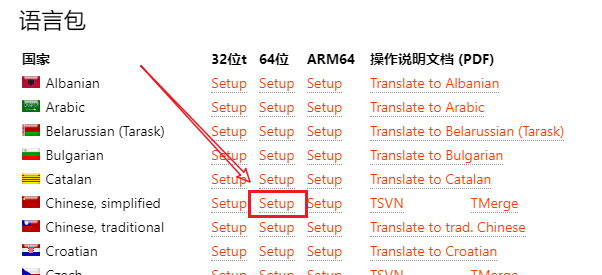 语言包
国家 32位t 64位 ARM64 操作说明文档 (PDF)
Albanian Setup Setup Setup Translate to Albanian
Arabic Setup Setup Setup Translate to Arabic
Belarussian (Tarask) Setup Setup Setup Translate to Belarussian (Tarask)
Bulgarian Setup Setup Setup Translate to Bulgarian
Catalan Setup Setup Setup Translate to Catalan
Chinese, simplified Setup Setup Setup TSVN TMerge
Chinese, traditional Setup Setup Setup Translate to trad. Chinese
Croatian Setup Setup Setup Translate to Croatian
Czech Setup Setup Setup TSVN TMerge